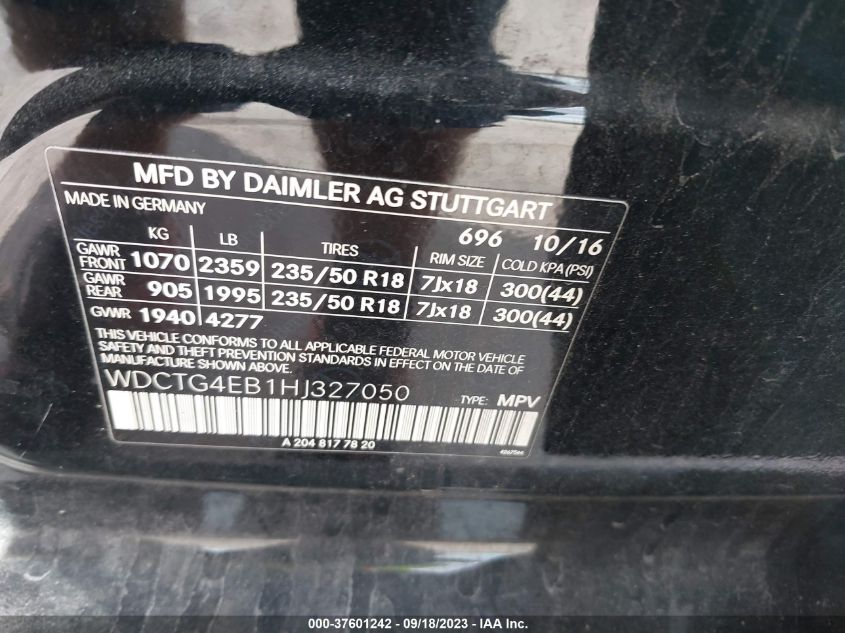 MFD BY DAIMLER AG STUTTGART
MADE IN GERMANY
696 10/16
KG LB TIRES RIM SIZE COLD KPA (PSI)
GAWR FRONT 1070 2359 235/50 R18 7Jx18 300(44)
GAWR REAR 905 1995 235/50 R18 7Jx18 300(44)
GVWR 1940 4277
THIS VEHICLE CONFORMS TO ALL APPLICABLE FEDERAL MOTOR VEHICLE
SAFETY AND THEFT PREVENTION STANDARDS IN EFFECT ON THE DATE OF
MANUFACTURE SHOWN ABOVE.
WDCTG4EB1HJ327050 TYPE: MPV
A 204 817 78 20
000-37601242 - 09/18/2023 - IAA Inc.